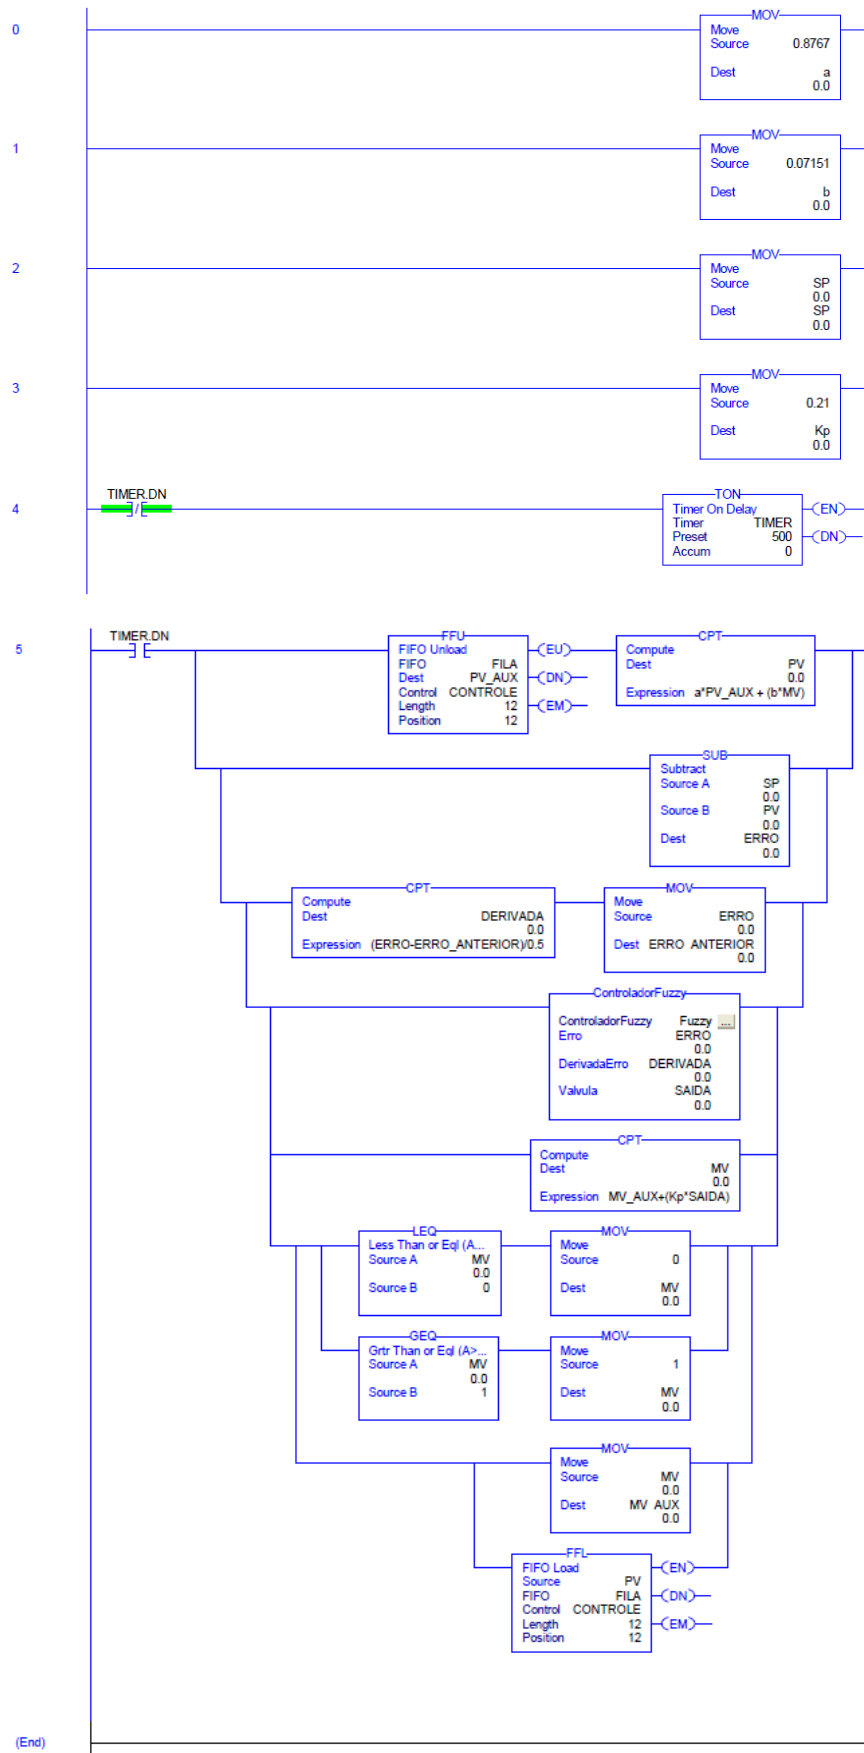 0
MOV
Move
Source 0.8767
Dest a
0.0
1
MOV
Move
Source 0.07151
Dest b
0.0
2
MOV
Move
Source SP
0.0
Dest SP
0.0
3
MOV
Move
Source 0.21
Dest Kp
0.0
4
TIMER.DN
TON
Timer On Delay
Timer TIMER
Preset 500
Accum 0
EN
DN
5
TIMER.DN
FFU
FIFO Unload
FIFO FILA
Dest PV_AUX
Control CONTROLE
Length 12
Position 12
EU
DN
EM
CPT
Compute
Dest PV
0.0
Expression a*PV_AUX + (b*MV)
SUB
Subtract
Source A SP
0.0
Source B PV
0.0
Dest ERRO
0.0
CPT
Compute
Dest DERIVADA
0.0
Expression (ERRO-ERRO_ANTERIOR)/0.5
MOV
Move
Source ERRO
0.0
Dest ERRO_ANTERIOR
0.0
ControladorFuzzy
ControladorFuzzy Fuzzy ...
Erro ERRO
0.0
DerivadaErro DERIVADA
0.0
Valvula SAIDA
0.0
CPT
Compute
Dest MV
0.0
Expression MV_AUX+(Kp*SAIDA)
LEQ
Less Than or Eql (A...
Source A MV
0.0
Source B 0
MOV
Move
Source 0
Dest MV
0.0
GEQ
Grtr Than or Eql (A>...
Source A MV
0.0
Source B 1
MOV
Move
Source 1
Dest MV
0.0
MOV
Move
Source MV
0.0
Dest MV_AUX
0.0
FFL
FIFO Load
Source PV
FIFO FILA
Control CONTROLE
Length 12
Position 12
EN
DN
EM
(End)